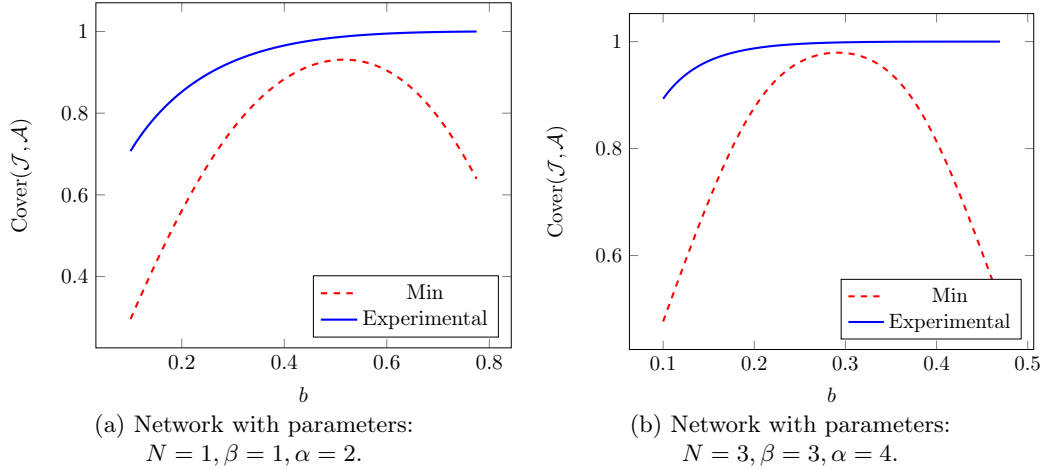 1
0.8
0.6
0.4
Cover(𝒥, 𝒜)
Min
Experimental
0.2 0.4 0.6 0.8
b
(a) Network with parameters:
N = 1, β = 1, α = 2.
1
0.8
0.6
Cover(𝒥, 𝒜)
Min
Experimental
0.1 0.2 0.3 0.4 0.5
b
(b) Network with parameters:
N = 3, β = 3, α = 4.